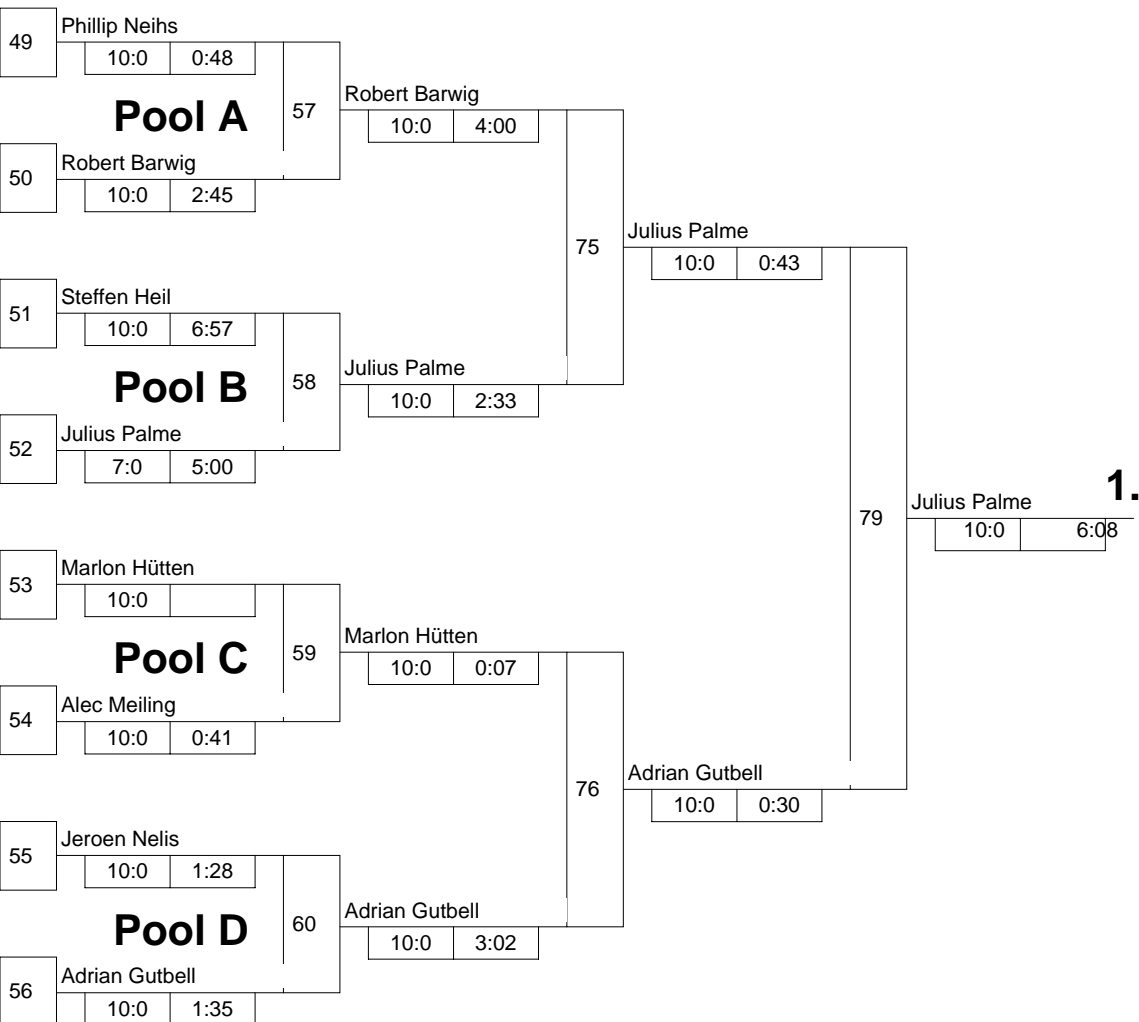 49 Phillip Neihs
10:0 0:48
Pool A 57 Robert Barwig
10:0 4:00
50 Robert Barwig
10:0 2:45
75 Julius Palme
10:0 0:43
51 Steffen Heil
10:0 6:57
Pool B 58 Julius Palme
10:0 2:33
52 Julius Palme
7:0 5:00
1.
79 Julius Palme
10:0 6:08
53 Marlon Hütten
10:0
Pool C 59 Marlon Hütten
10:0 0:07
54 Alec Meiling
10:0 0:41
76 Adrian Gutbell
10:0 0:30
55 Jeroen Nelis
10:0 1:28
Pool D 60 Adrian Gutbell
10:0 3:02
56 Adrian Gutbell
10:0 1:35